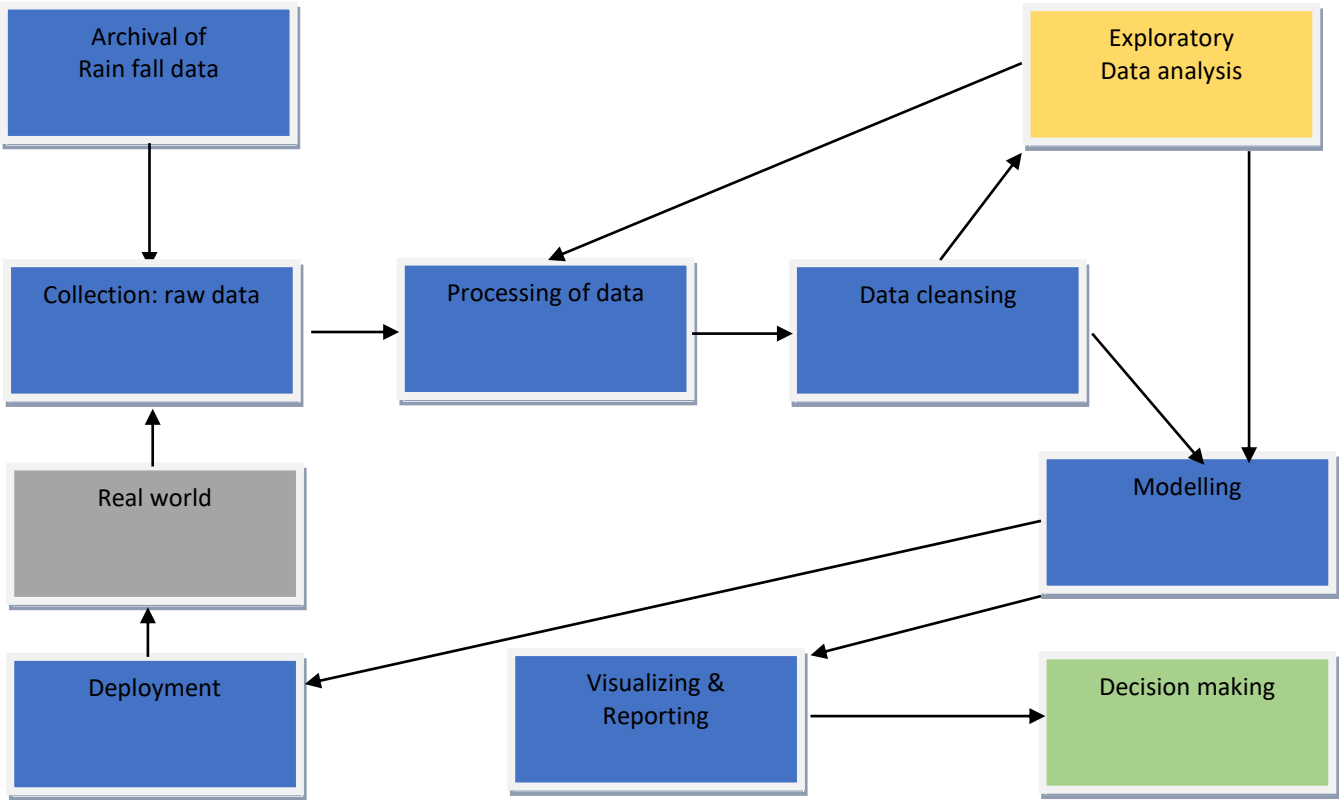 Archival of
Rain fall data
Exploratory
Data analysis
Collection: raw data
Processing of data
Data cleansing
Real world
Modelling
Deployment
Visualizing &
Reporting
Decision making